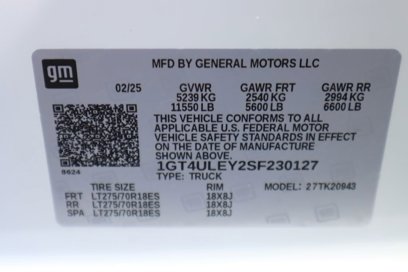 gm
MFD BY GENERAL MOTORS LLC
02/25 GVWR GAWR FRT GAWR RR
5239 KG 2540 KG 2994 KG
11550 LB 5600 LB 6600 LB
THIS VEHICLE CONFORMS TO ALL
APPLICABLE U.S. FEDERAL MOTOR
VEHICLE SAFETY STANDARDS IN EFFECT
ON THE DATE OF MANUFACTURE
SHOWN ABOVE.
1GT4ULEY2SF230127
8624
TYPE: TRUCK
TIRE SIZE RIM MODEL: 27TK20943
FRT LT275/70R18ES 18X8J
RR LT275/70R18ES 18X8J
SPA LT275/70R18ES 18X8J